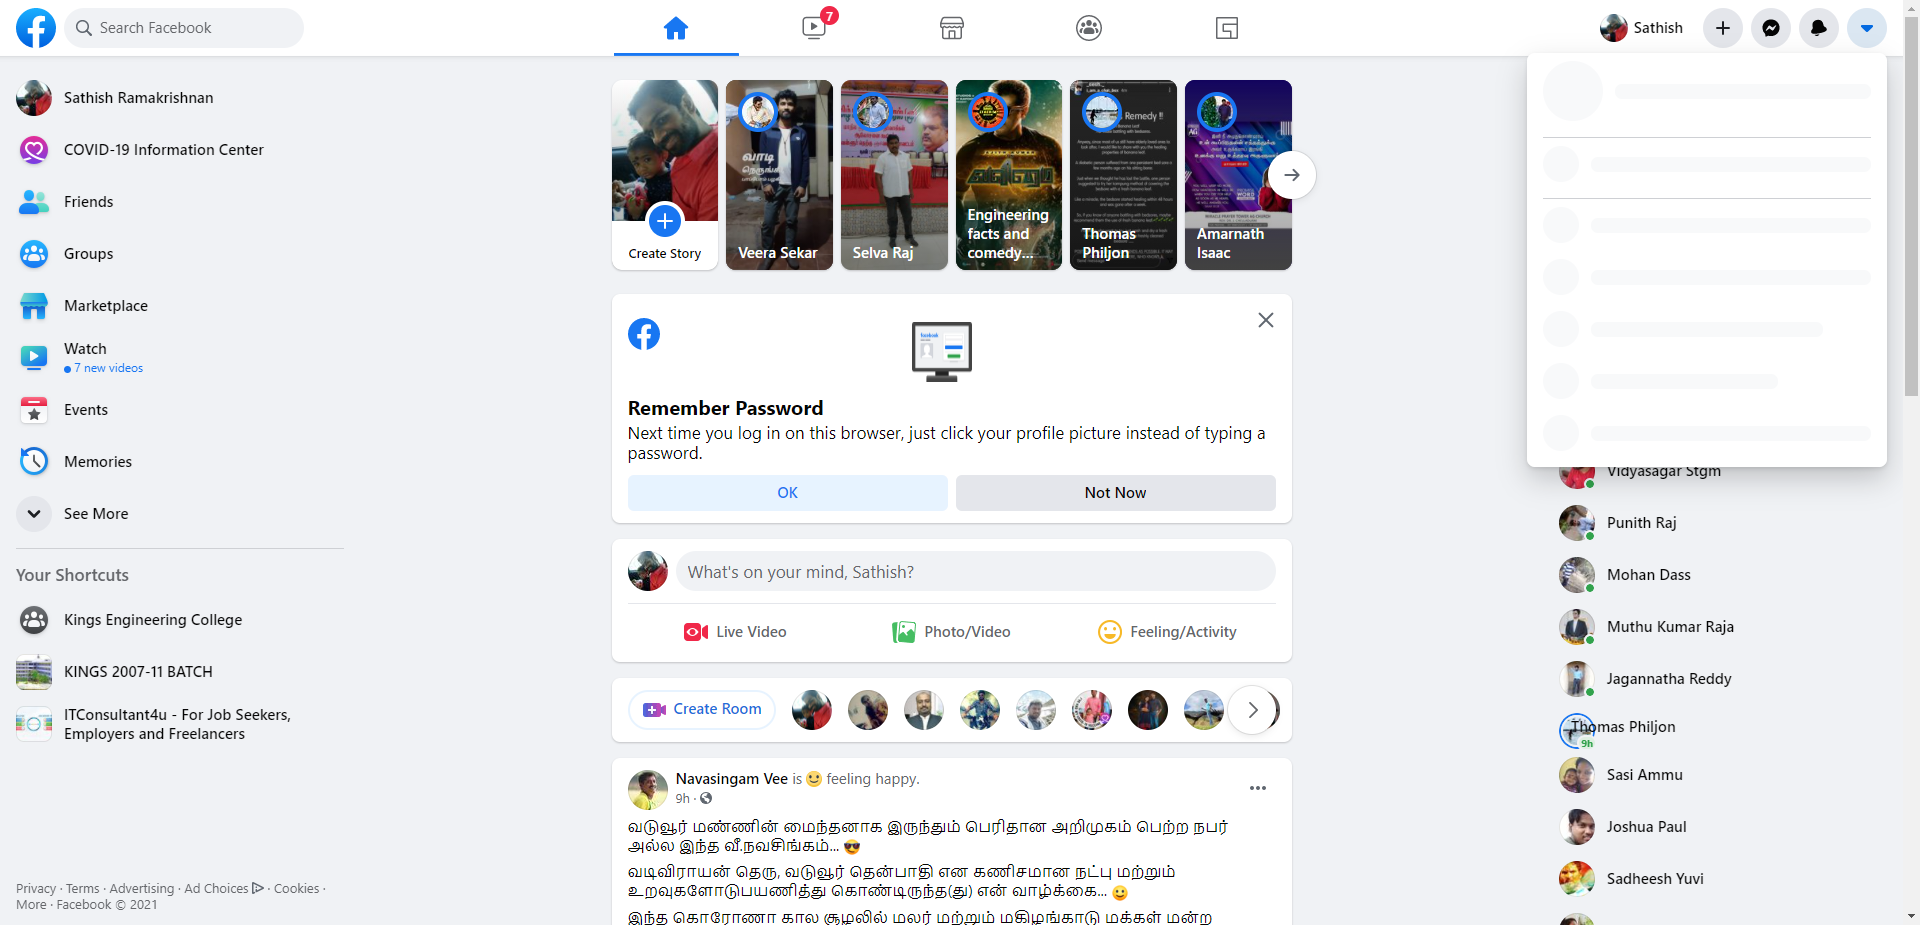 Search Facebook
7
Sathish
Sathish Ramakrishnan
COVID-19 Information Center
Friends
Groups
Marketplace
Watch
7 new videos
Events
Memories
See More
Your Shortcuts
Kings Engineering College
KINGS 2007-11 BATCH
ITConsultant4u - For Job Seekers,
Employers and Freelancers
Privacy · Terms · Advertising · Ad Choices · Cookies ·
More · Facebook © 2021
Create Story
வாடி
Veera Sekar
Selva Raj
வலிமை
Engineering
facts and
comedy...
Remedy !!
Thomas
Philjon
AG
Amarnath
Isaac
Remember Password
Next time you log in on this browser, just click your profile picture instead of typing a
password.
OK
Not Now
What's on your mind, Sathish?
Live Video
Photo/Video
Feeling/Activity
Create Room
Navasingam Vee is 🙂 feeling happy.
9h ·
வடுவூர் மண்ணின் மைந்தனாக இருந்தும் பெரிதான அறிமுகம் பெற்ற நபர்
அல்ல இந்த வீ.நவசிங்கம்... 😎
வடிவிராயன் தெரு, வடுவூர் தென்பாதி என கணிசமான நட்பு மற்றும்
உறவுகளோடுபயணித்து கொண்டிருந்த(து) என் வாழ்க்கை... 🙂
இந்த கொரோணா கால சூழலில் மலர் மற்றும் மகிழங்காடு மக்கள் மன்ற
Vidyasagar Stgm
Punith Raj
Mohan Dass
Muthu Kumar Raja
Jagannatha Reddy
Thomas Philjon
9h
Sasi Ammu
Joshua Paul
Sadheesh Yuvi